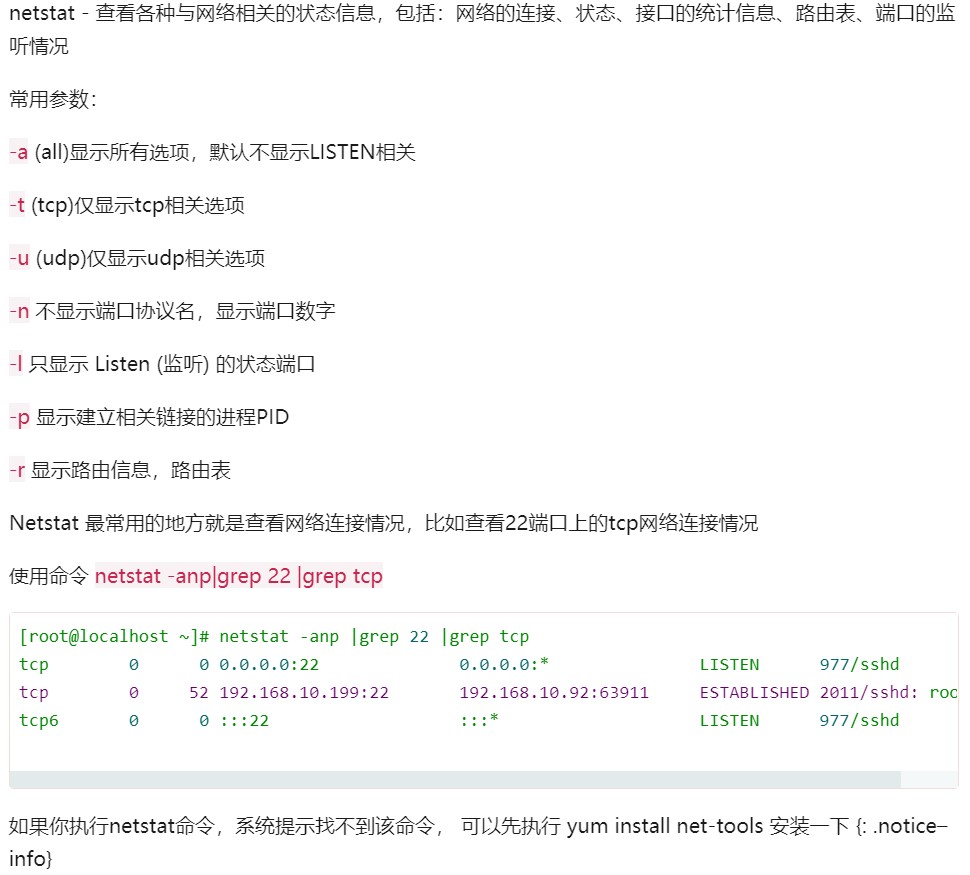 netstat - 查看各种与网络相关的状态信息，包括：网络的连接、状态、接口的统计信息、路由表、端口的监
听情况
常用参数：
-a (all)显示所有选项，默认不显示LISTEN相关
-t (tcp)仅显示tcp相关选项
-u (udp)仅显示udp相关选项
-n 不显示端口协议名，显示端口数字
-l 只显示 Listen (监听) 的状态端口
-p 显示建立相关链接的进程PID
-r 显示路由信息，路由表
Netstat 最常用的地方就是查看网络连接情况，比如查看22端口上的tcp网络连接情况
使用命令 netstat -anp|grep 22 |grep tcp
[root@localhost ~]# netstat -anp |grep 22 |grep tcp
tcp        0      0 0.0.0.0:22              0.0.0.0:*               LISTEN      977/sshd
tcp        0     52 192.168.10.199:22       192.168.10.92:63911     ESTABLISHED 2011/sshd: roo
tcp6       0      0 :::22                   :::*                    LISTEN      977/sshd
如果你执行netstat命令，系统提示找不到该命令， 可以先执行 yum install net-tools 安装一下 {: .notice–
info}